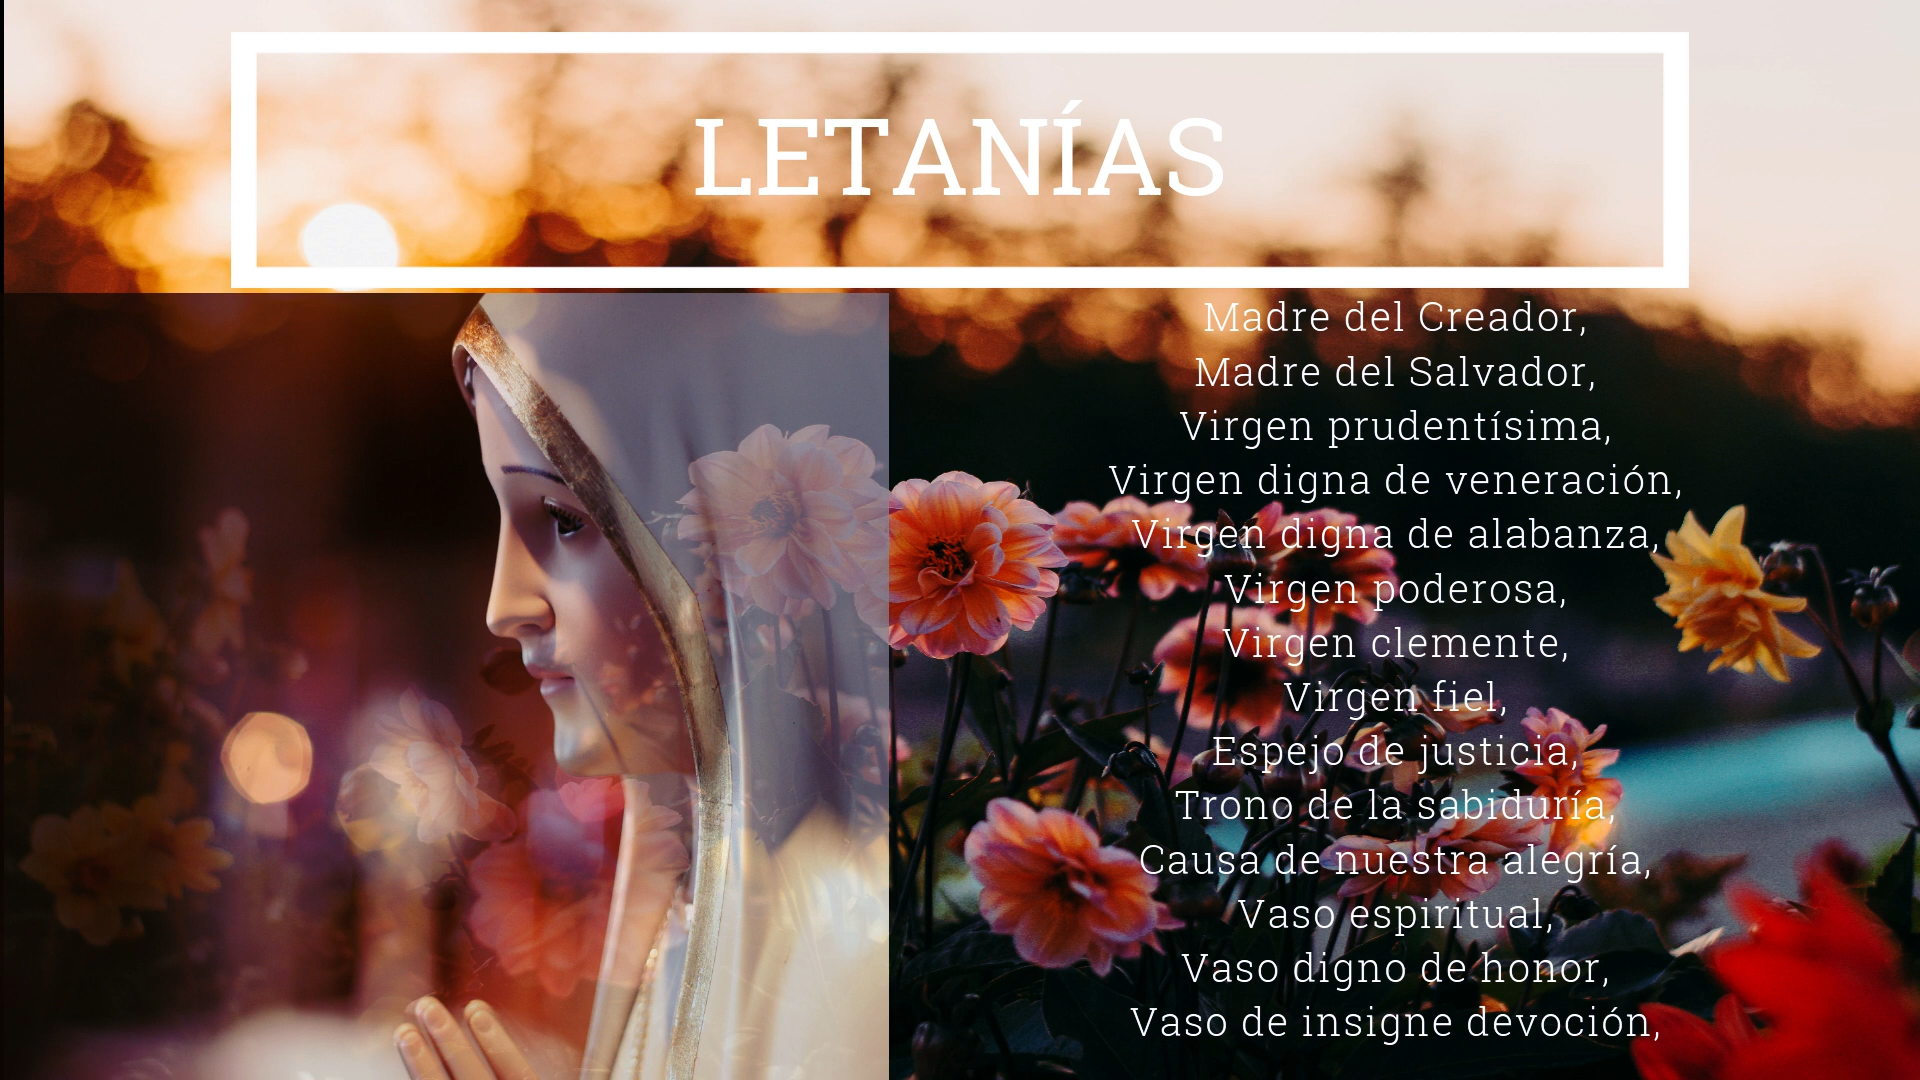 LETANÍAS
Madre del Creador,
Madre del Salvador,
Virgen prudentísima,
Virgen digna de veneración,
Virgen digna de alabanza,
Virgen poderosa,
Virgen clemente,
Virgen fiel,
Espejo de justicia,
Trono de la sabiduría,
Causa de nuestra alegría,
Vaso espiritual,
Vaso digno de honor,
Vaso de insigne devoción,